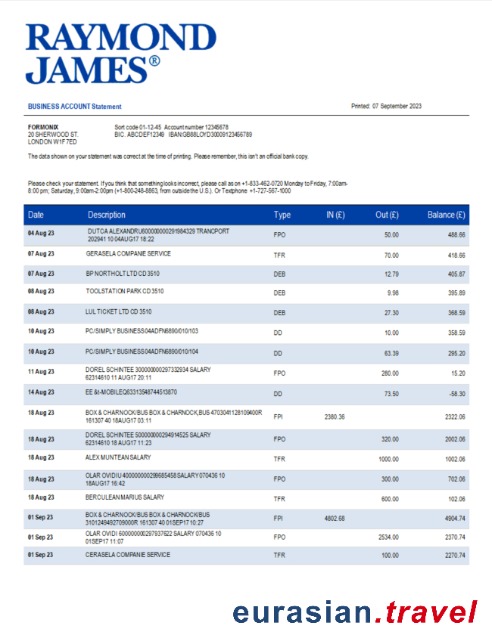 RAYMOND
JAMES®
BUSINESS ACCOUNT Statement
Printed: 07 September 2023
FORMONIX
Sort code 01-12-45 Account number 12345678
20 SHERWOOD ST.
BIC. ABCDEF12349 IBANGB88LOYD30009123456789
LONDON W1F7ED
The data shown on your statement was correct at the time of printing. Please remember, this isn't an official bank copy.
Please check your statement. If you think that something looks incorrect, please call as on +1-833-462-0720 Monday to Friday, 7:00am-
8:00 pm; Saturday, 9:00am-2:00pm (+1-800-248-8863, from outside the U.S.). Or Textphone +1-727-567-1000
Date Description Type IN (£) Out (£) Balance (£)
04 Aug 23 DUTCA ALEXANDRU600000000291984329 TRANCPORT FPO 50.00 488.66
202941 10 04AUG17 18:22
07 Aug 23 GERASELA COMPANIE SERVICE TFR 70.00 418.66
07 Aug 23 BP NORTHOLT LTD CD 3510 DEB 12.79 405.87
08 Aug 23 TOOLSTATION PARK CD 3510 DEB 9.98 395.89
08 Aug 23 LUL TICKET LTD CD 3510 DEB 27.30 368.59
10 Aug 23 PC/SIMPLY BUSINESS04ADFN6890/010/103 DD 10.00 358.59
10 Aug 23 PC/SIMPLY BUSINESS04ADFN6890/010/104 DD 63.39 295.20
11 Aug 23 DOREL SCHINTEE 300000000297332934 SALARY FPO 280.00 15.20
62314610 11 AUG17 20:11
14 Aug 23 EE &t-MOBILEQ63313548744513870 DD 73.50 -58.30
18 Aug 23 BOX & CHARNOCK/BUS BOX & CHARNOCK,BUS 4703041128109400R FPI 2380.36 2322.06
161307 40 18AUG17 03:11
18 Aug 23 DOREL SCHINTEE 500000000294914525 SALARY FPO 320.00 2002.06
62314610 18 AUG17 11:23
18 Aug 23 ALEX MUNTEAN SALARY TFR 1000.00 1002.06
18 Aug 23 OLAR OVIDIU 400000000299685458 SALARY 070436 10 FPO 300.00 702.06
18AUG17 16:42
18 Aug 23 BERCULEAN MARIUS SALARY TFR 600.00 102.06
01 Sep 23 BOX & CHARNOCK/BUS BOX & CHARNOCK/BUS FPI 4802.68 4904.74
3101249492709000R 161307 40 01SEP17 10:27
01 Sep 23 OLAR OVIDI 600000000297937622 SALARY 070436 10 FPO 2534.00 2370.74
01SEP17 11:07
01 Sep 23 CERASELA COMPANIE SERVICE TFR 100.00 2270.74
eurasian.travel